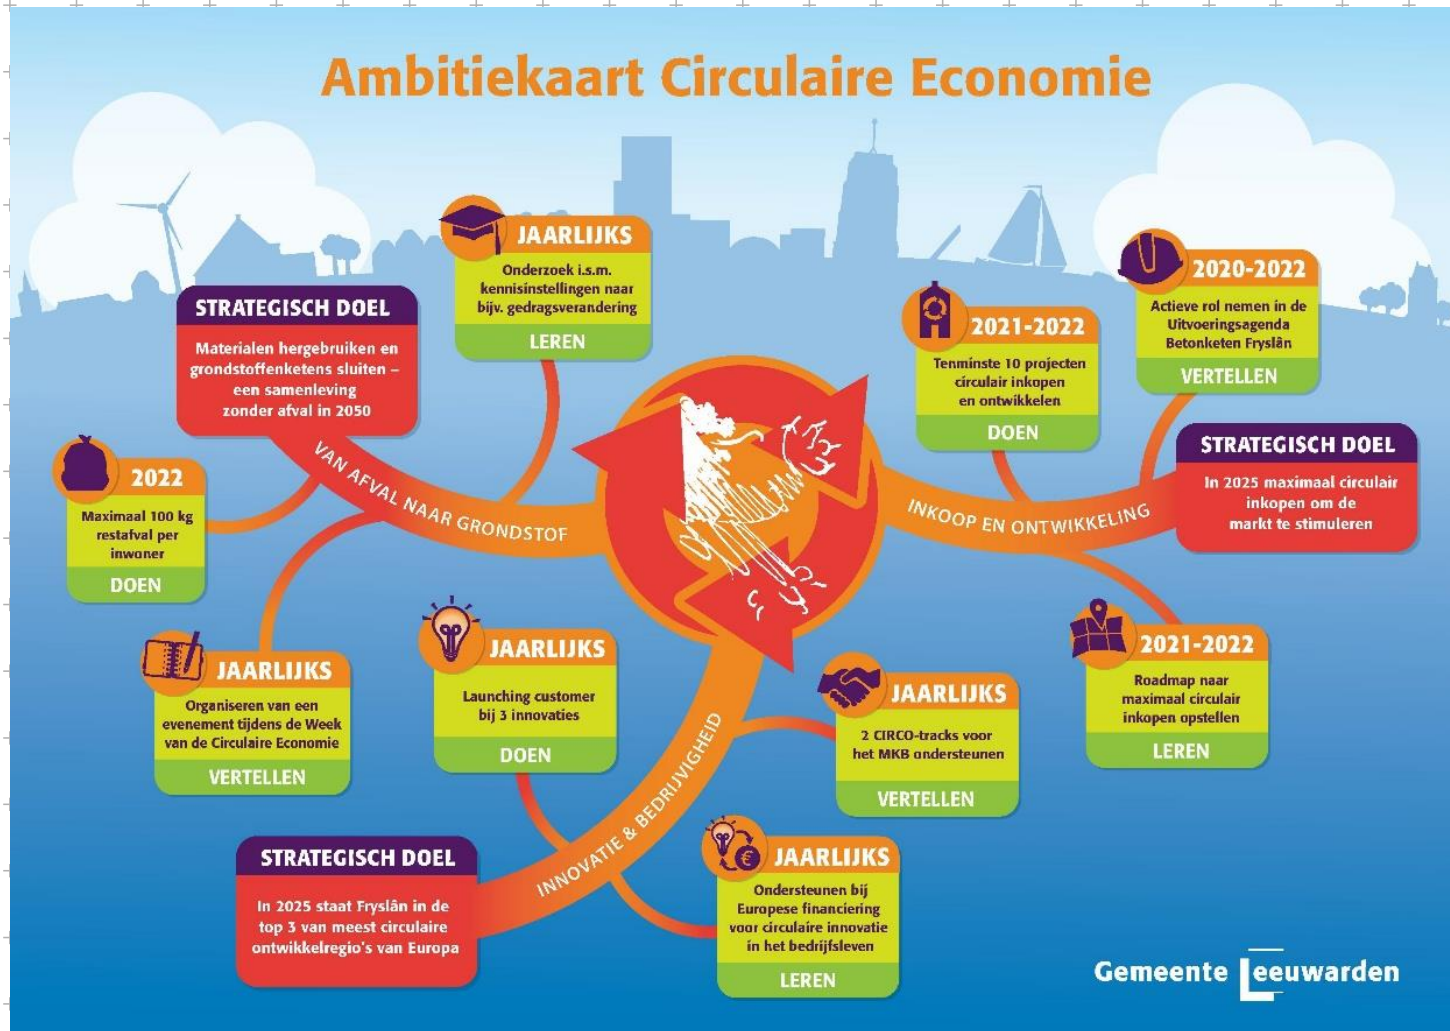 Ambitiekaart Circulaire Economie
JAARLIJKS
Onderzoek i.s.m.
kennisinstellingen naar
bijv. gedragsverandering
LEREN
STRATEGISCH DOEL
Materialen hergebruiken en
grondstoffenketens sluiten –
een samenleving
zonder afval in 2050
VAN AFVAL NAAR GRONDSTOF
2022
Maximaal 100 kg
restafval per
inwoner
DOEN
JAARLIJKS
Organiseren van een
evenement tijdens de Week
van de Circulaire Economie
VERTELLEN
2021-2022
Tenminste 10 projecten
circulair inkopen
en ontwikkelen
DOEN
2020-2022
Actieve rol nemen in de
Uitvoeringsagenda
Betonketen Fryslân
VERTELLEN
STRATEGISCH DOEL
In 2025 maximaal circulair
inkopen om de
markt te stimuleren
INKOOP EN ONTWIKKELING
2021-2022
Roadmap naar
maximaal circulair
inkopen opstellen
LEREN
JAARLIJKS
Launching customer
bij 3 innovaties
DOEN
JAARLIJKS
2 CIRCO-tracks voor
het MKB ondersteunen
VERTELLEN
INNOVATIE & BEDRIJVIGHEID
STRATEGISCH DOEL
In 2025 staat Fryslân in de
top 3 van meest circulaire
ontwikkelregio's van Europa
JAARLIJKS
Ondersteunen bij
Europese financiering
voor circulaire innovatie
in het bedrijfsleven
LEREN
Gemeente Leeuwarden